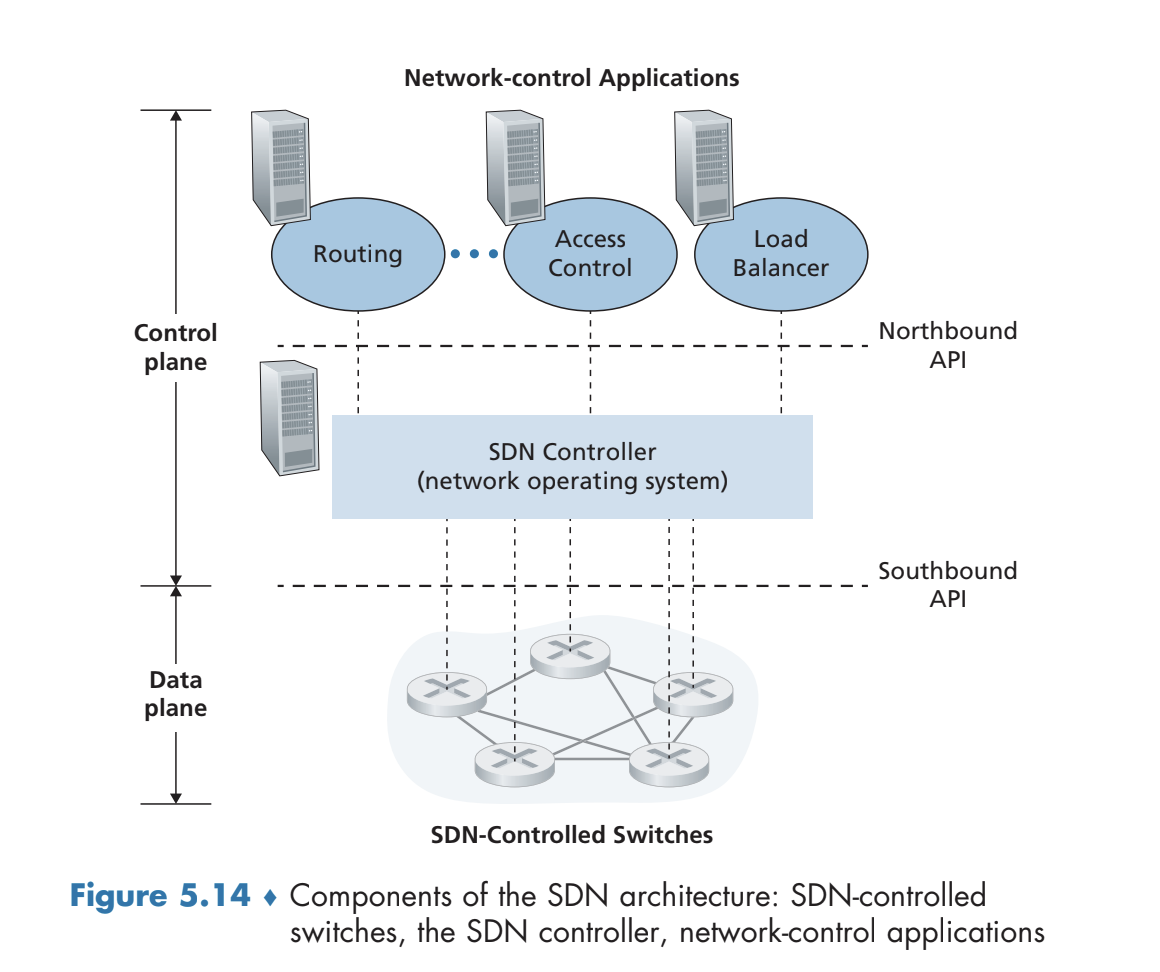 Network-control Applications
Routing
Access
Control
Load
Balancer
Control
plane
Northbound
API
SDN Controller
(network operating system)
Southbound
API
Data
plane
SDN-Controlled Switches
Figure 5.14 ♦ Components of the SDN architecture: SDN-controlled
switches, the SDN controller, network-control applications